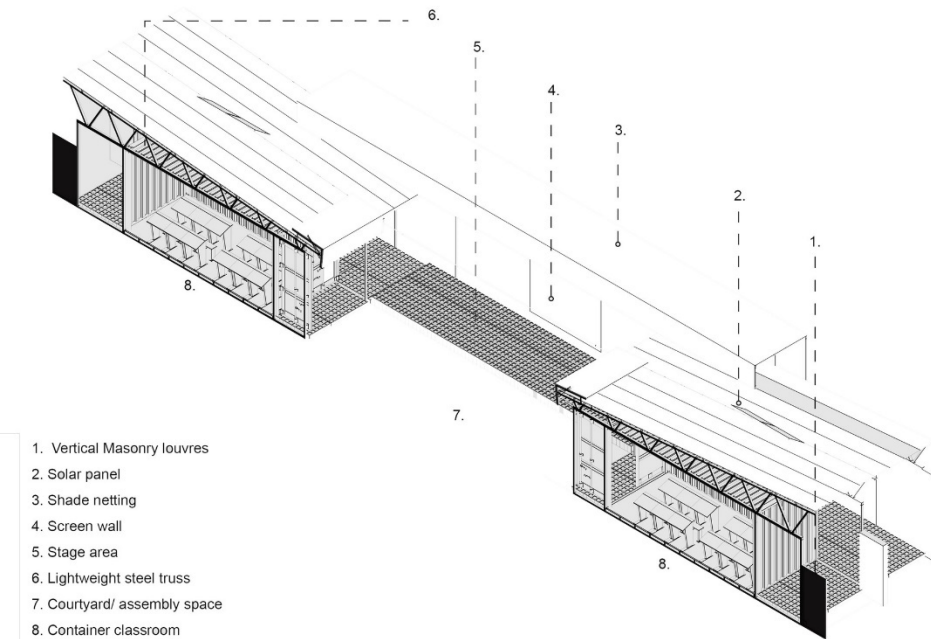 6.
5.
4.
3.
2.
1.
8.
7.
8.
1. Vertical Masonry louvres
2. Solar panel
3. Shade netting
4. Screen wall
5. Stage area
6. Lightweight steel truss
7. Courtyard/ assembly space
8. Container classroom